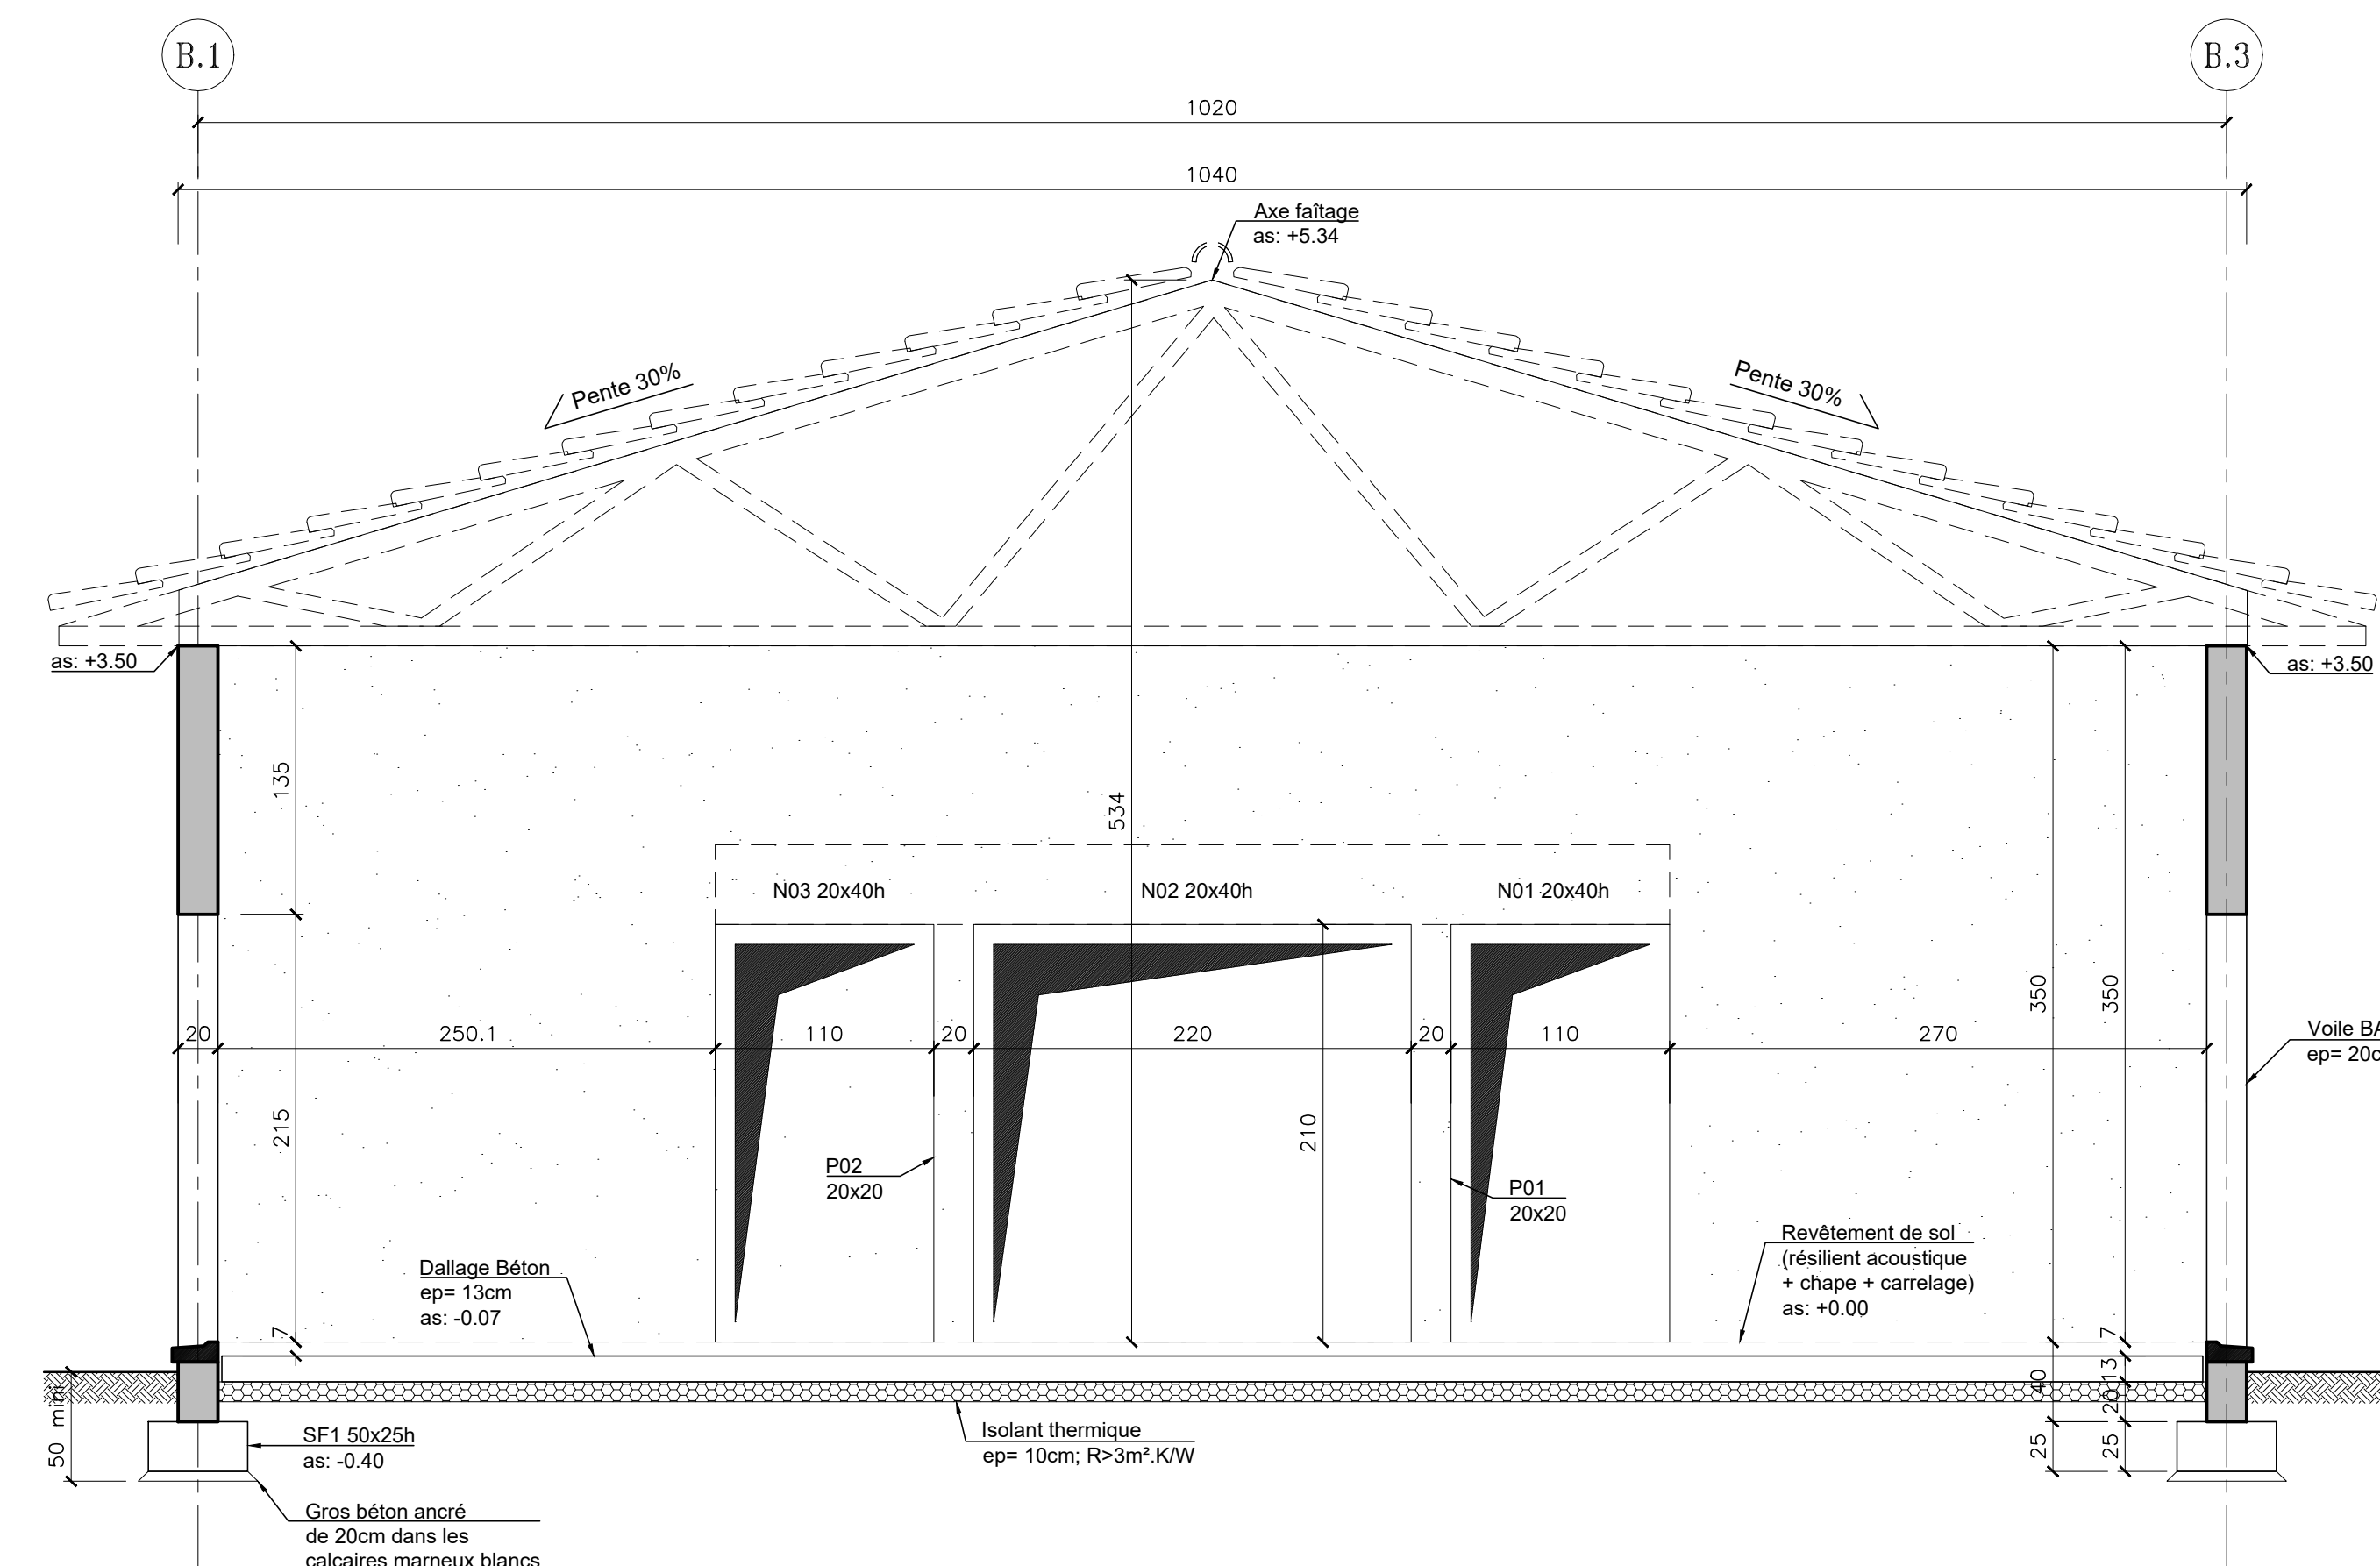 B.1
B.3
1020
1040
Axe faîtage
as: +5.34
Pente 30%
Pente 30%
as: +3.50
as: +3.50
135
534
N03 20x40h
N02 20x40h
N01 20x40h
350
350
20
250.1
110
20
220
20
110
270
Voile BA
ep= 20c
215
210
P02
20x20
P01
20x20
Revêtement de sol
(résilient acoustique
+ chape + carrelage)
as: +0.00
Dallage Béton
ep= 13cm
as: -0.07
7
7
13
40
20
50 mini
SF1 50x25h
as: -0.40
Isolant thermique
ep= 10cm; R>3m².K/W
25
25
Gros béton ancré
de 20cm dans les
calcaires marneux blancs